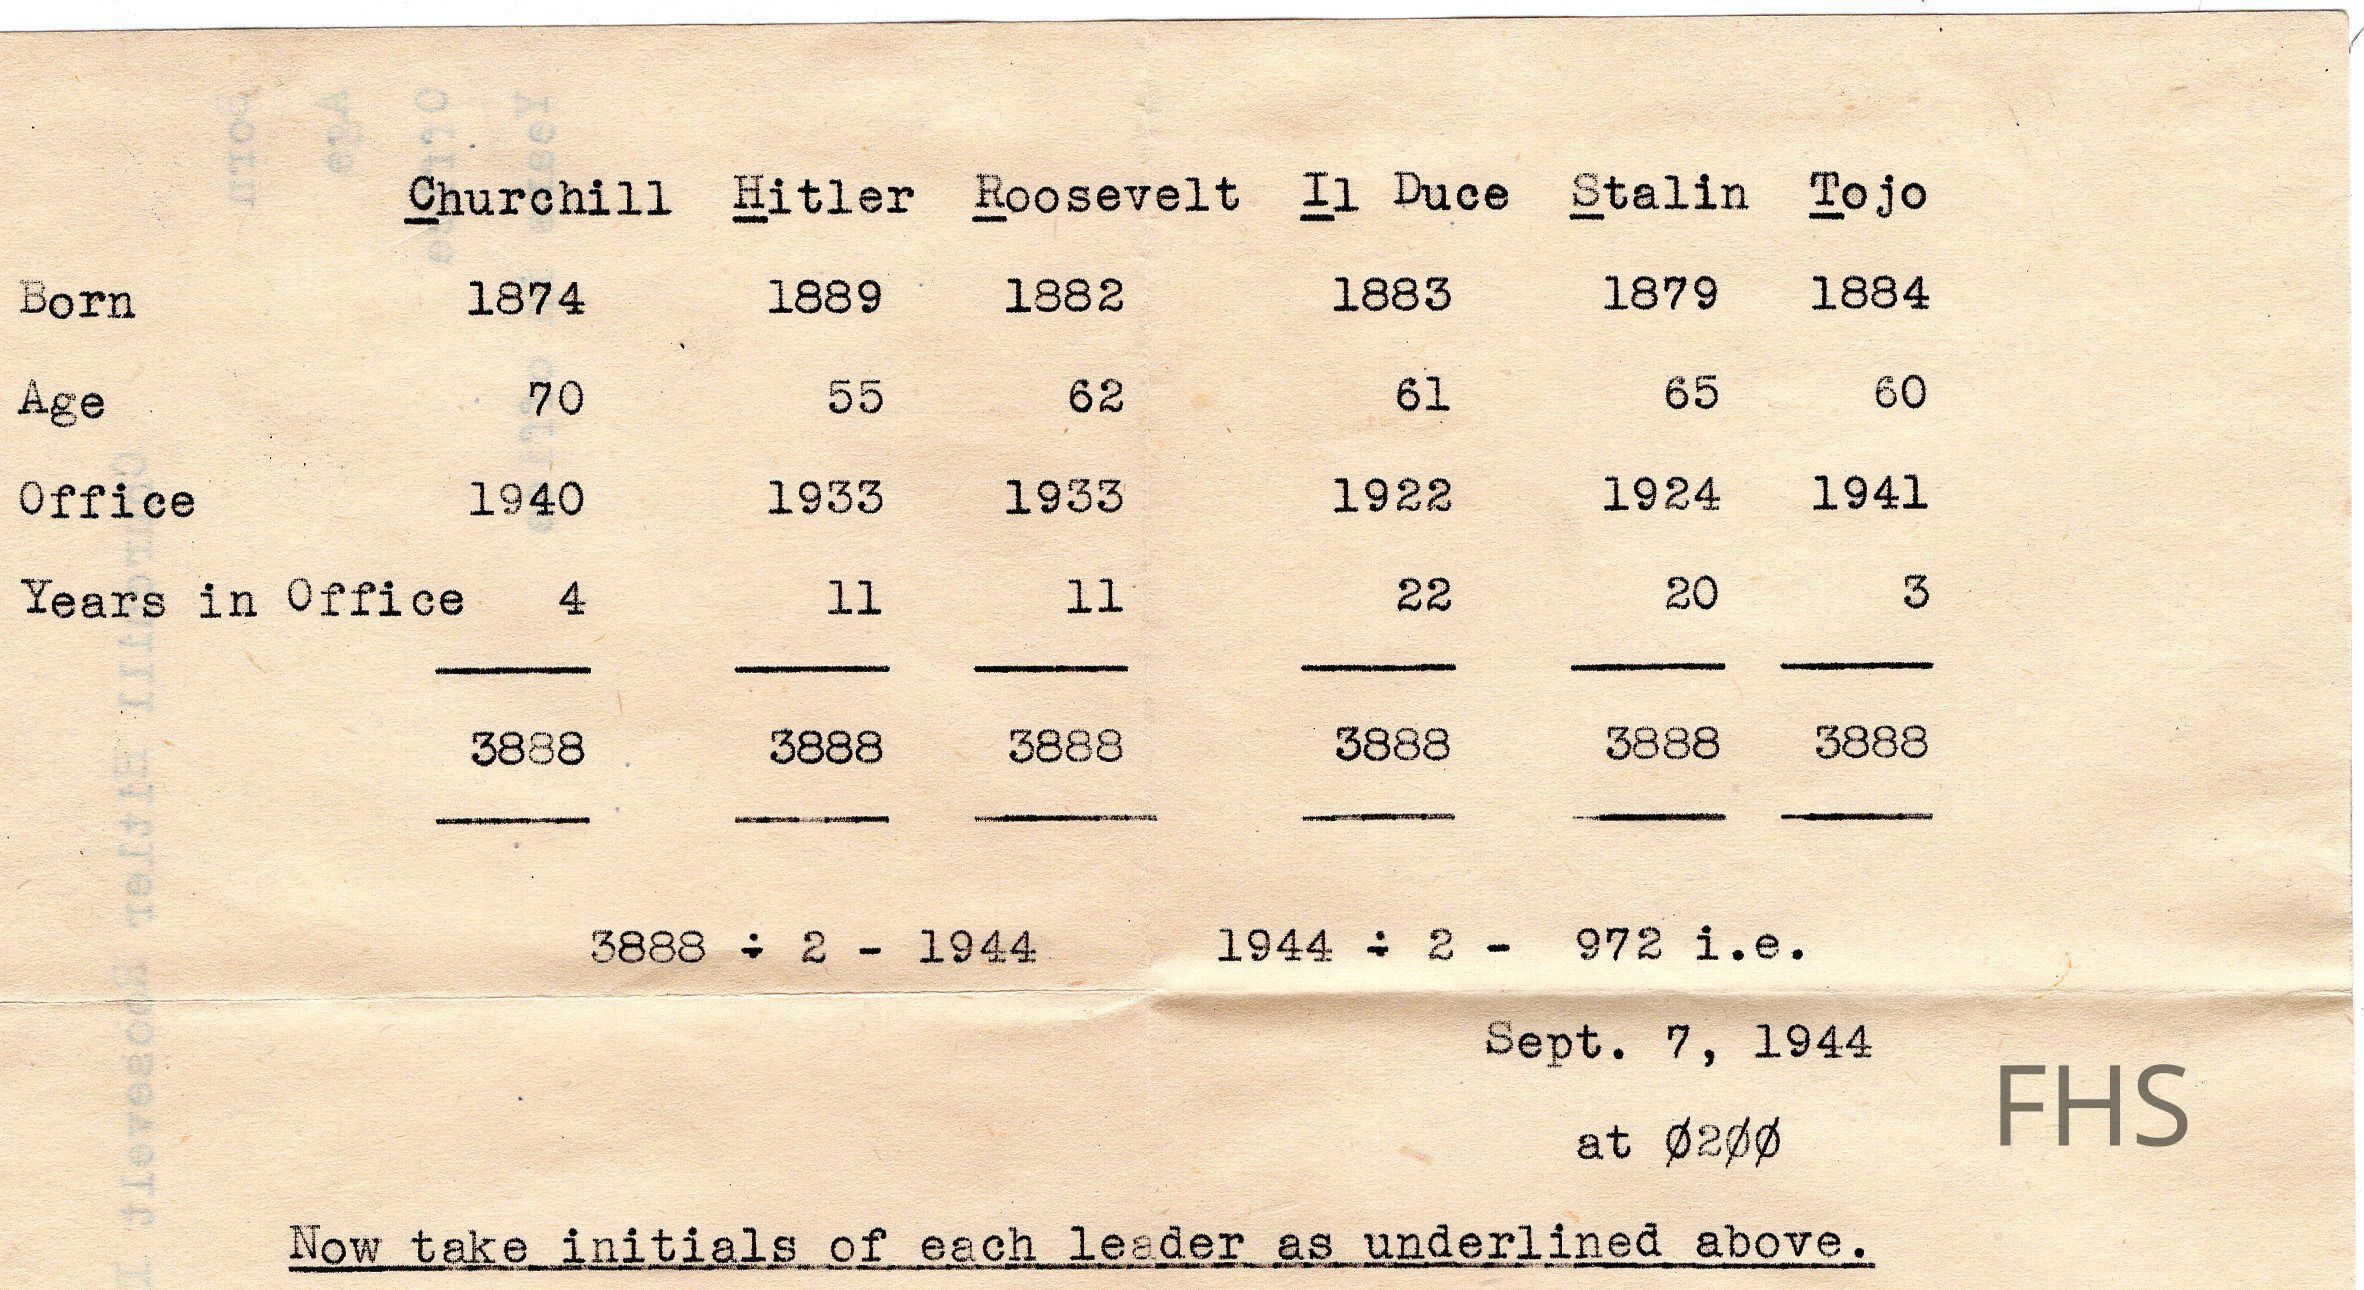 Churchill Hitler Roosevelt Il Duce Stalin Tojo
Born 1874 1889 1882 1883 1879 1884
Age 70 55 62 61 65 60
Office 1940 1933 1933 1922 1924 1941
Years in Office 4 11 11 22 20 3
3888 3888 3888 3888 3888 3888
3888 ÷ 2 - 1944 1944 ÷ 2 - 972 i.e.
Sept. 7, 1944
at Ø2ØØ
FHS
Now take initials of each leader as underlined above.